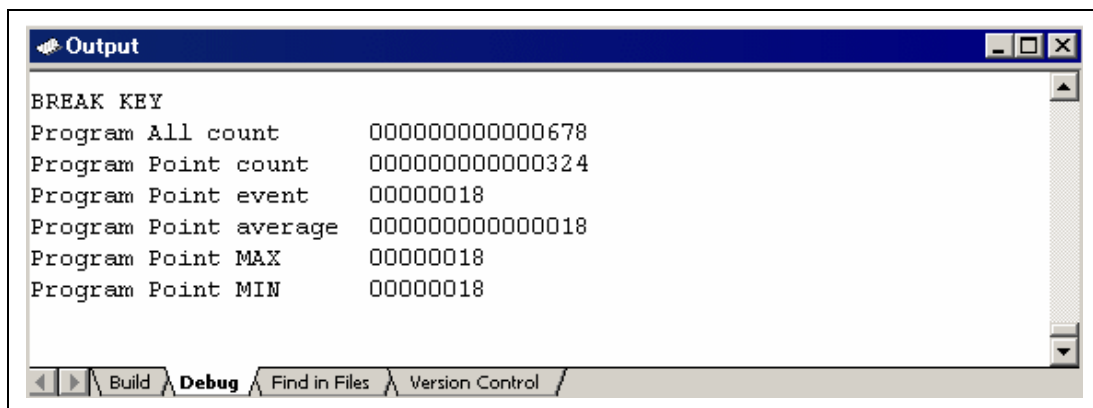 Output
BREAK KEY
Program All count 000000000000678
Program Point count 000000000000324
Program Point event 00000018
Program Point average 000000000000018
Program Point MAX 00000018
Program Point MIN 00000018
Build Debug Find in Files Version Control